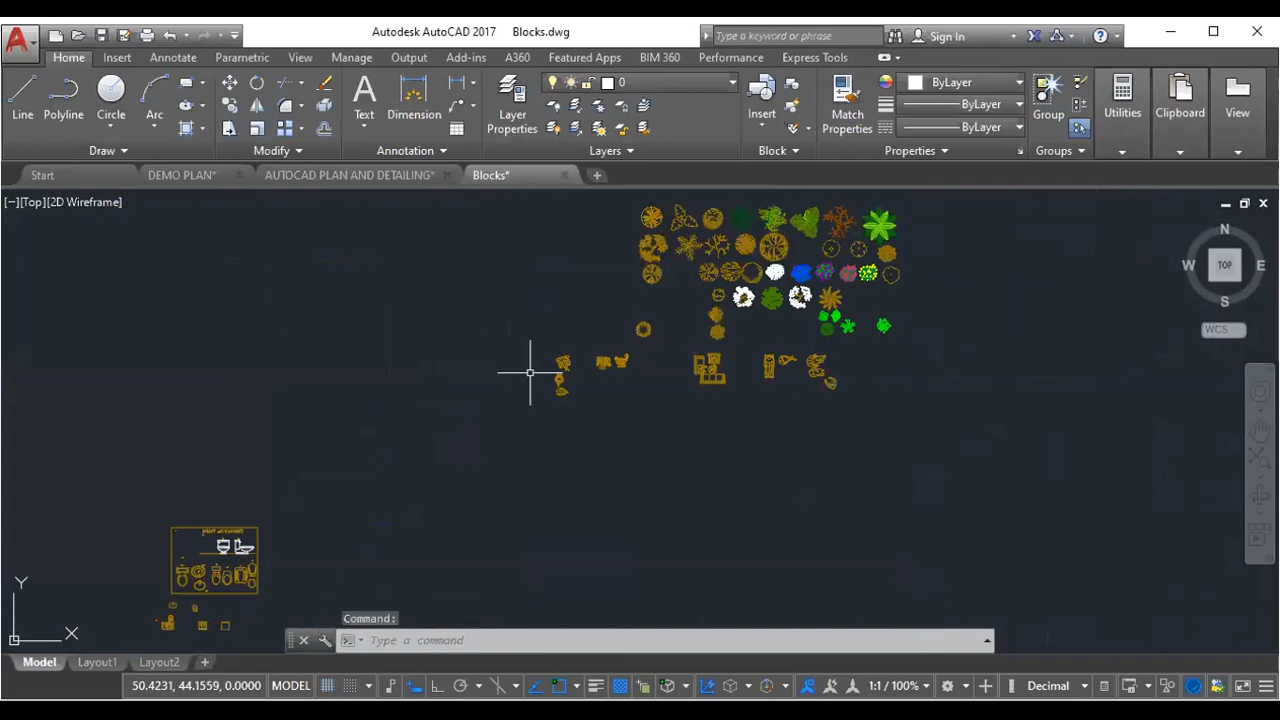 Autodesk AutoCAD 2017 Blocks.dwg
Type a keyword or phrase
Sign In
Home Insert Annotate Parametric View Manage Output Add-ins A360 Featured Apps BIM 360 Performance Express Tools
Line Polyline Circle Arc
Draw
Modify
Text Dimension
Annotation
Layer Properties
0
Layers
Insert
Block
Match Properties
ByLayer
ByLayer
ByLayer
Properties
Group
Groups
Utilities
Clipboard
View
Start DEMO PLAN* AUTOCAD PLAN AND DETAILING* Blocks*
[−][Top][2D Wireframe]
N
W TOP E
S
WCS
Y
X
Command:
Type a command
Model Layout1 Layout2
50.4231, 44.1559, 0.0000 MODEL 1:1 / 100% Decimal